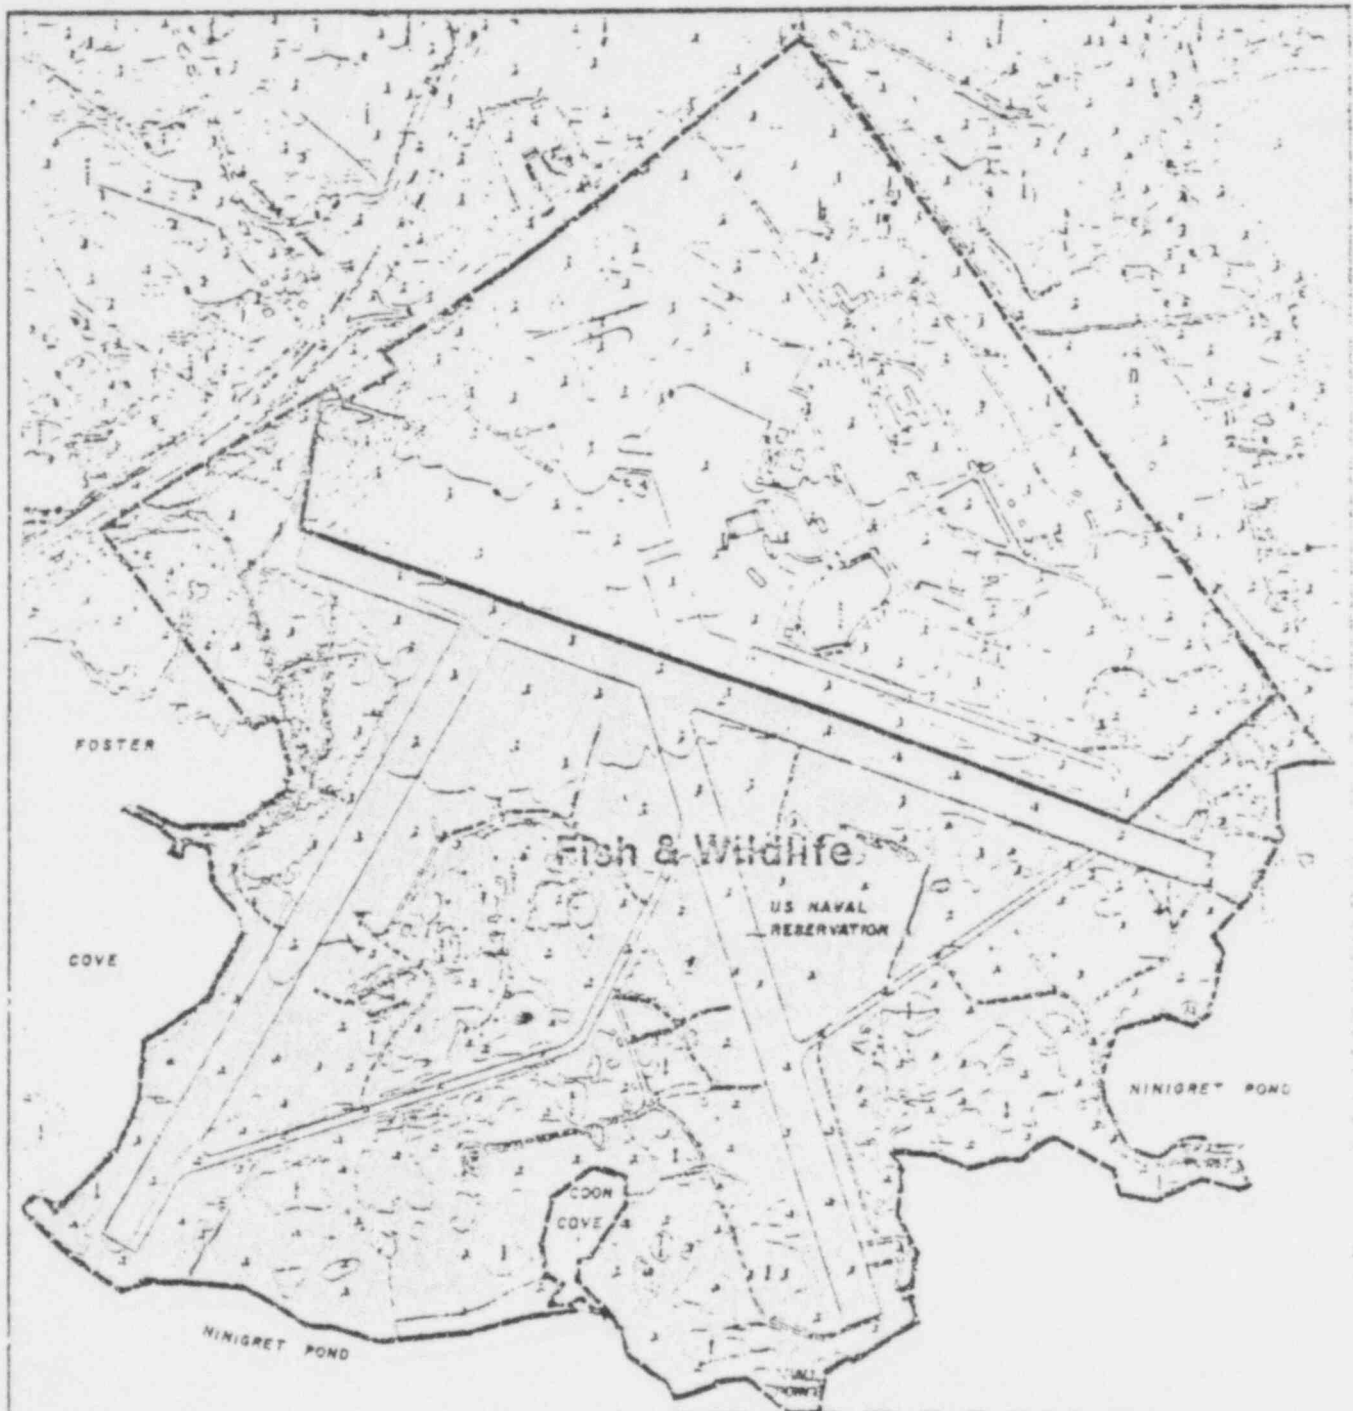 FOSTER
Fish & Wildlife
US NAVAL
RESERVATION
COVE
NINIGRET POND
COON
COVE
NINIGRET POND